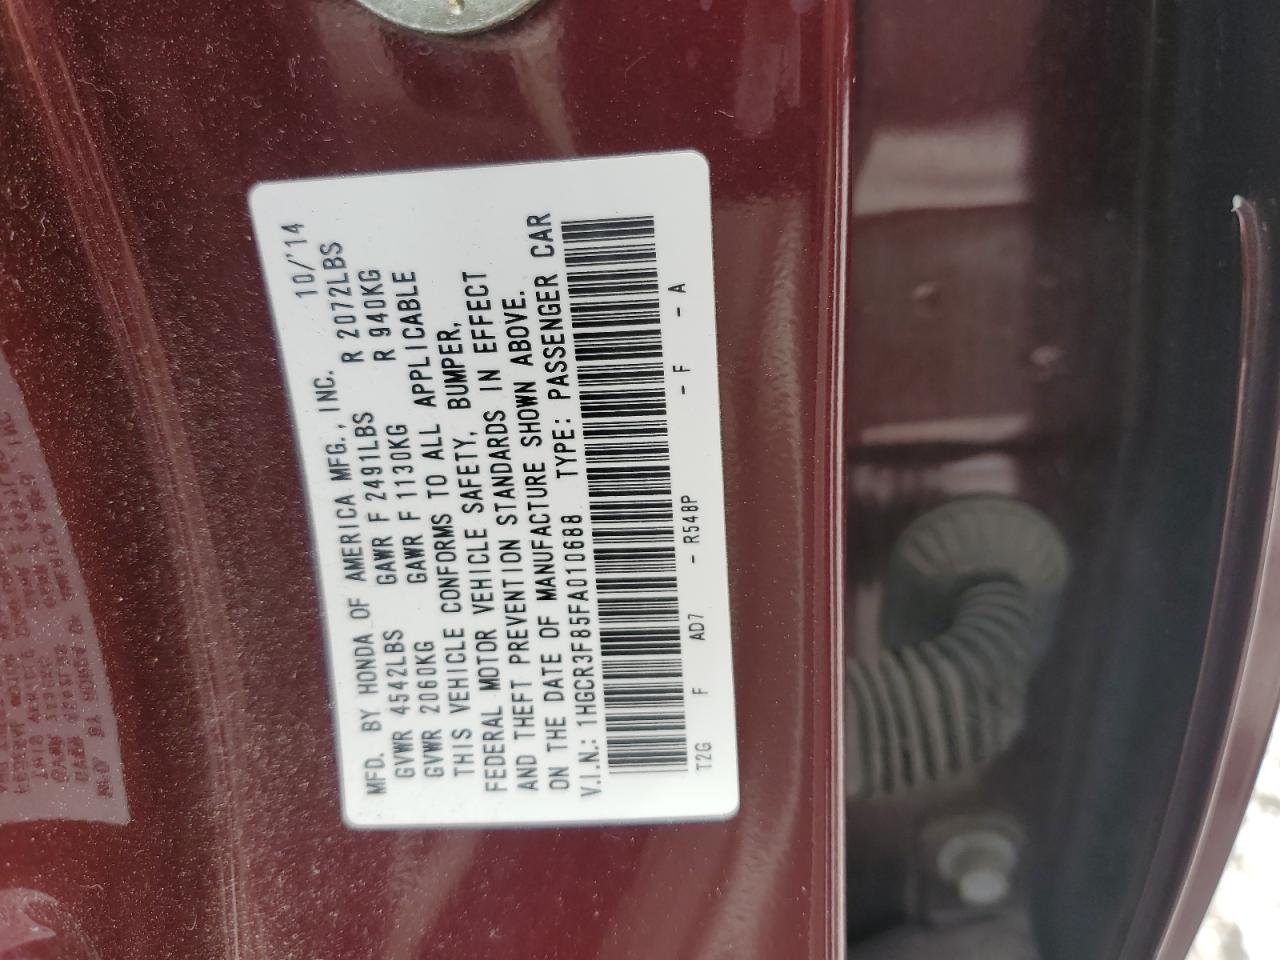 MFD. BY HONDA OF AMERICA MFG., INC. 10/'14
GVWR 4542LBS GAWR F 2491LBS R 2072LBS
GVWR 2060KG GAWR F 1130KG R 940KG
THIS VEHICLE CONFORMS TO ALL APPLICABLE
FEDERAL MOTOR VEHICLE SAFETY, BUMPER,
AND THEFT PREVENTION STANDARDS IN EFFECT
ON THE DATE OF MANUFACTURE SHOWN ABOVE.
V.I.N.: 1HGCR3F85FA010688 TYPE: PASSENGER CAR
T2G F AD7 - R548P - F - A